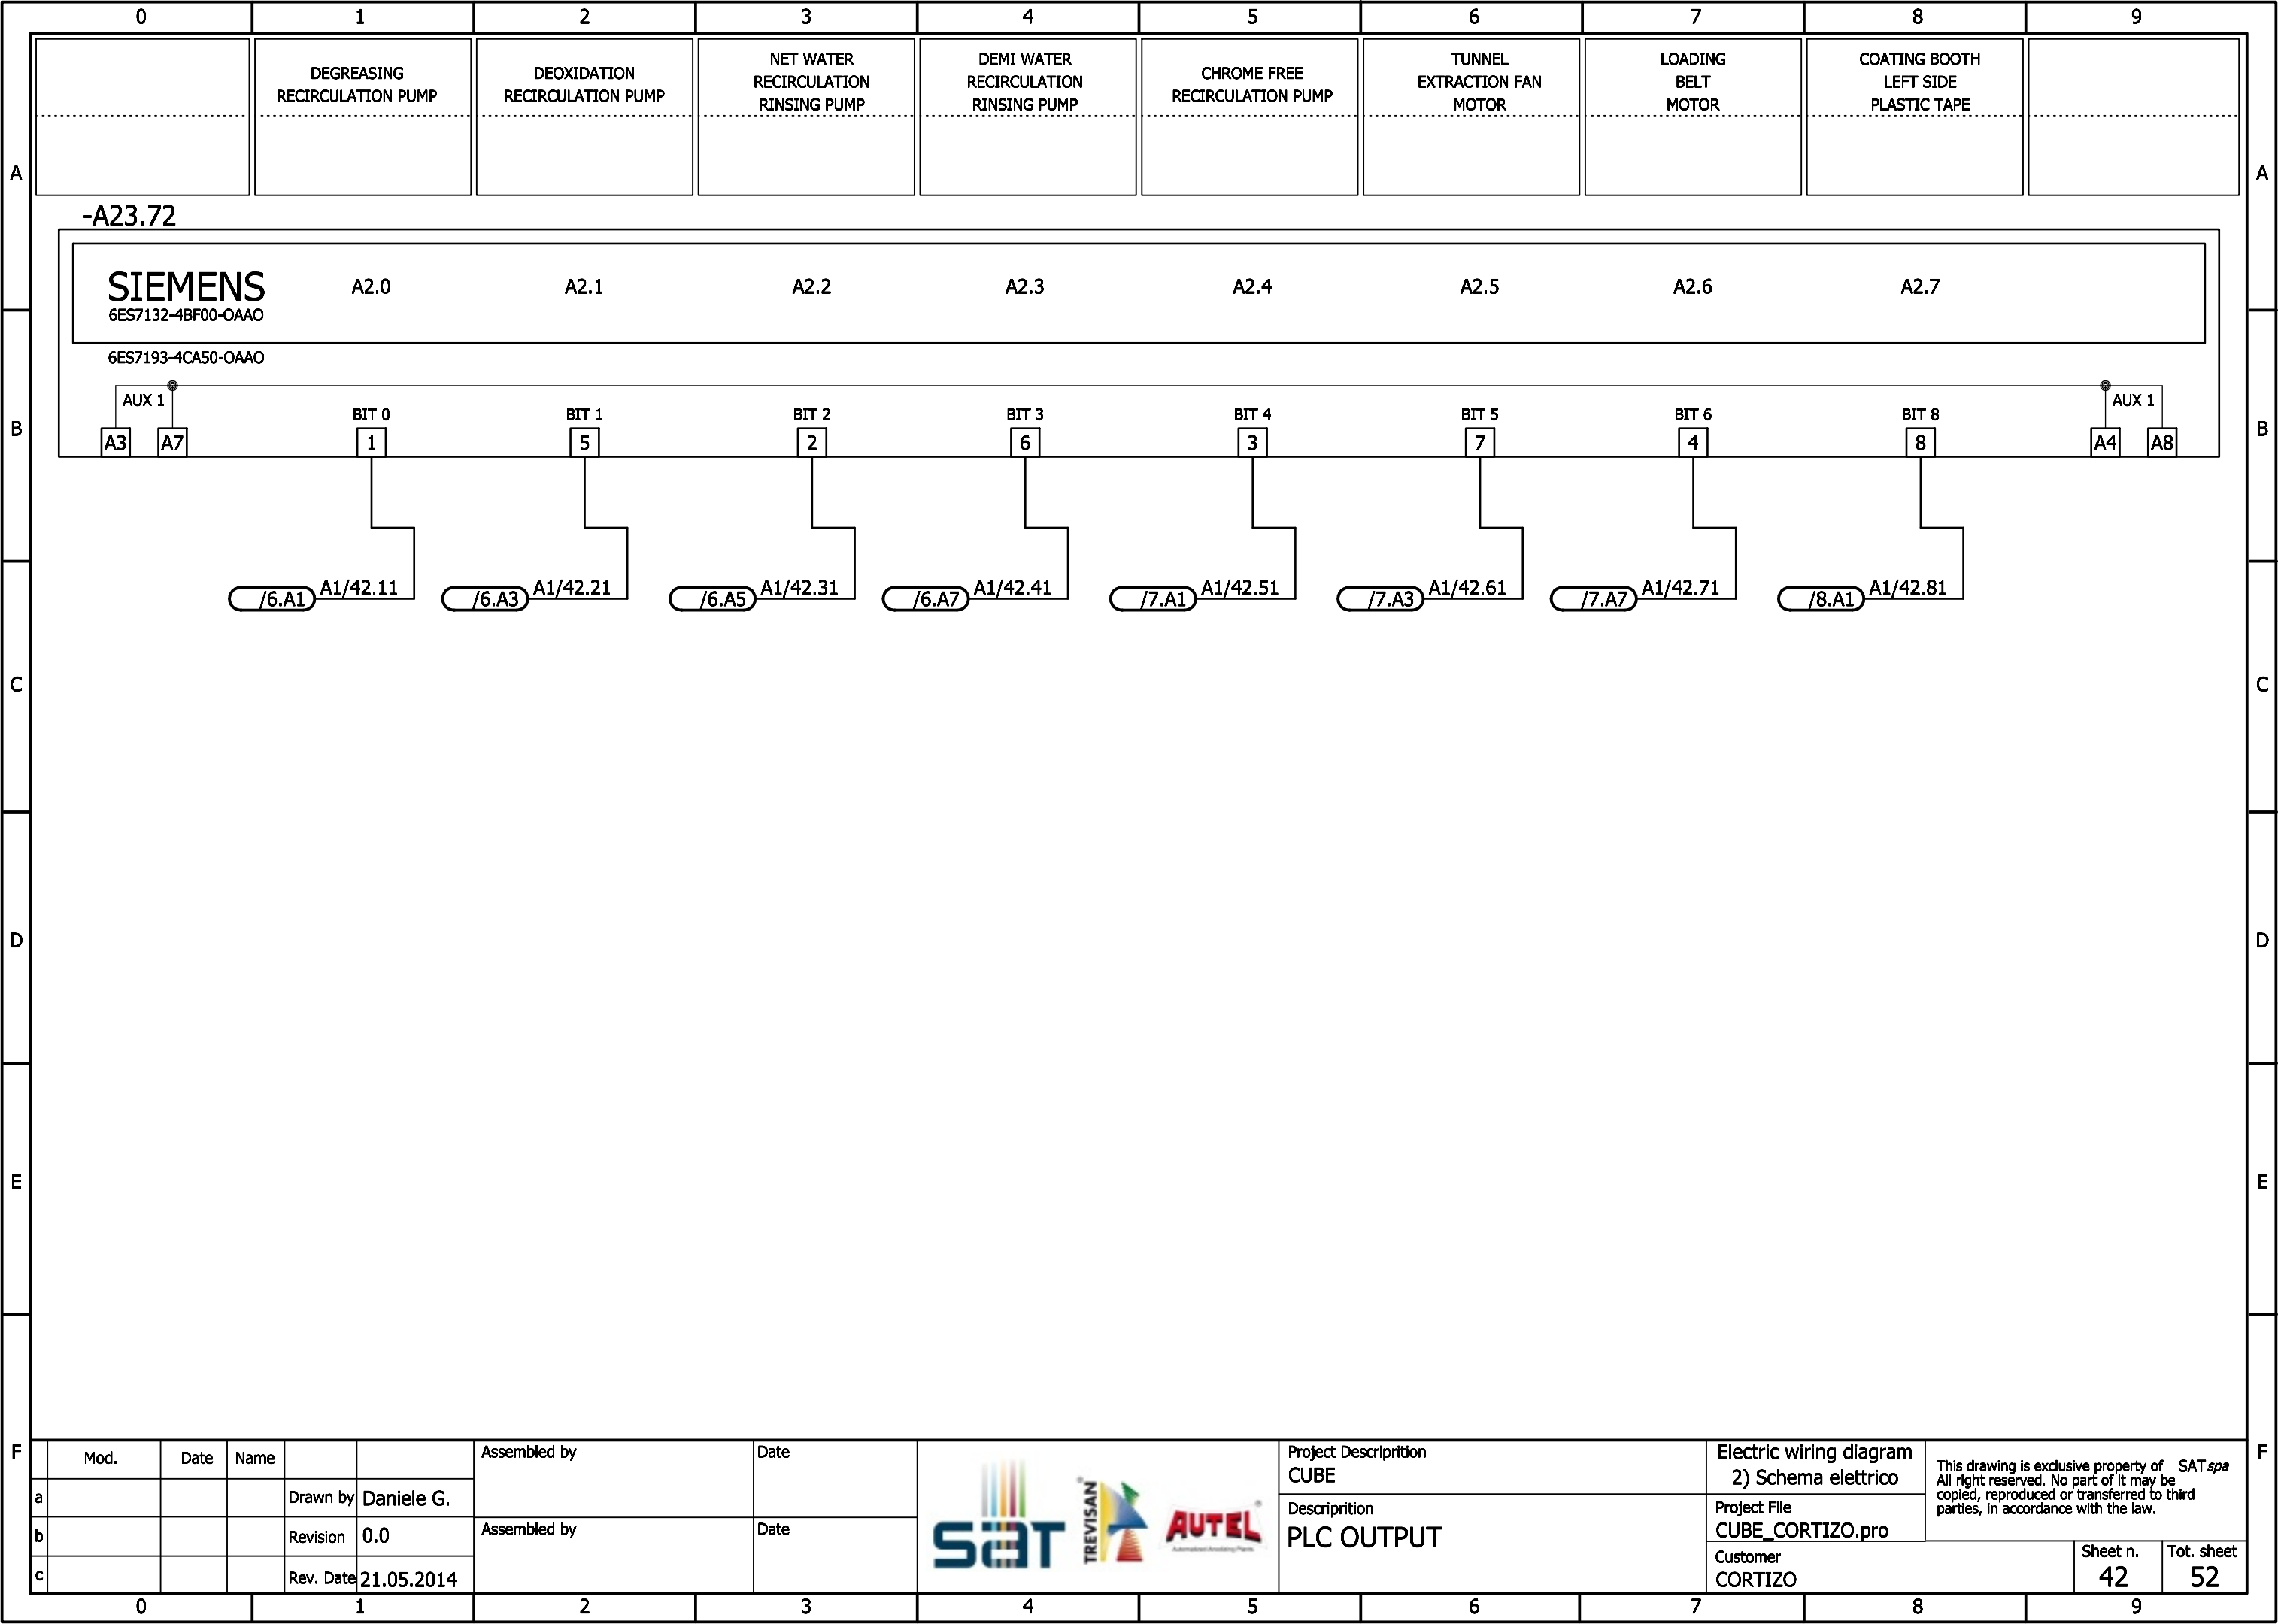 0 1 2 3 4 5 6 7 8 9
DEGREASING
RECIRCULATION PUMP
DEOXIDATION
RECIRCULATION PUMP
NET WATER
RECIRCULATION
RINSING PUMP
DEMI WATER
RECIRCULATION
RINSING PUMP
CHROME FREE
RECIRCULATION PUMP
TUNNEL
EXTRACTION FAN
MOTOR
LOADING
BELT
MOTOR
COATING BOOTH
LEFT SIDE
PLASTIC TAPE
A A
-A23.72
SIEMENS A2.0 A2.1 A2.2 A2.3 A2.4 A2.5 A2.6 A2.7
6ES7132-4BF00-OAAO
6ES7193-4CA50-OAAO
AUX 1 AUX 1
BIT 0 BIT 1 BIT 2 BIT 3 BIT 4 BIT 5 BIT 6 BIT 8
B B
A3 A7 1 5 2 6 3 7 4 8 A4 A8
/6.A1 A1/42.11 /6.A3 A1/42.21 /6.A5 A1/42.31 /6.A7 A1/42.41 /7.A1 A1/42.51 /7.A3 A1/42.61 /7.A7 A1/42.71 /8.A1 A1/42.81
C C
D D
E E
F F
Mod. Date Name
a Drawn by Daniele G.
b Revision 0.0
c Rev. Date 21.05.2014
Assembled by Date
Assembled by Date
SAT
TREVISAN
AUTEL
Project Descriprition
CUBE
Descriprition
PLC OUTPUT
Electric wiring diagram
2) Schema elettrico
Project File
CUBE_CORTIZO.pro
Customer
CORTIZO
This drawing is exclusive property of SAT spa
All right reserved. No part of it may be
copied, reproduced or transferred to third
parties, in accordance with the law.
Sheet n. Tot. sheet
42 52
0 1 2 3 4 5 6 7 8 9